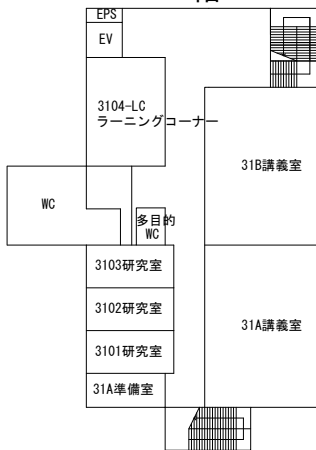 EPS
EV
3104-LC
ラーニングコーナー
31B講義室
WC
多目的
WC
3103研究室
3102研究室
31A講義室
3101研究室
31A準備室